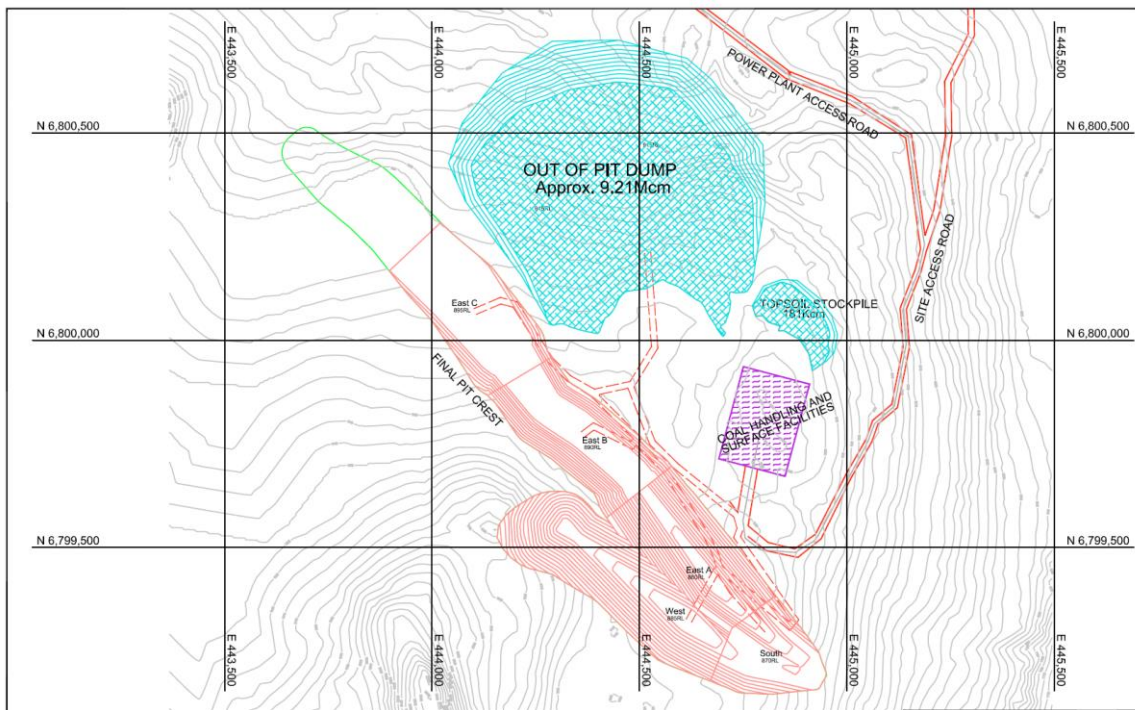 E 443,500
E 444,000
E 444,500
E 445,000
E 445,500
POWER PLANT ACCESS ROAD
N 6,800,500
N 6,800,500
OUT OF PIT DUMP
Approx. 9.21Mcm
East C
TOPSOIL STOCKPILE
181Kcm
SITE ACCESS ROAD
N 6,800,000
N 6,800,000
FINAL PIT CREST
COAL HANDLING AND
SURFACE FACILITIES
East B
N 6,799,500
N 6,799,500
East A
West
South
870RL
E 443,500
E 444,000
E 444,500
E 445,000
E 445,500